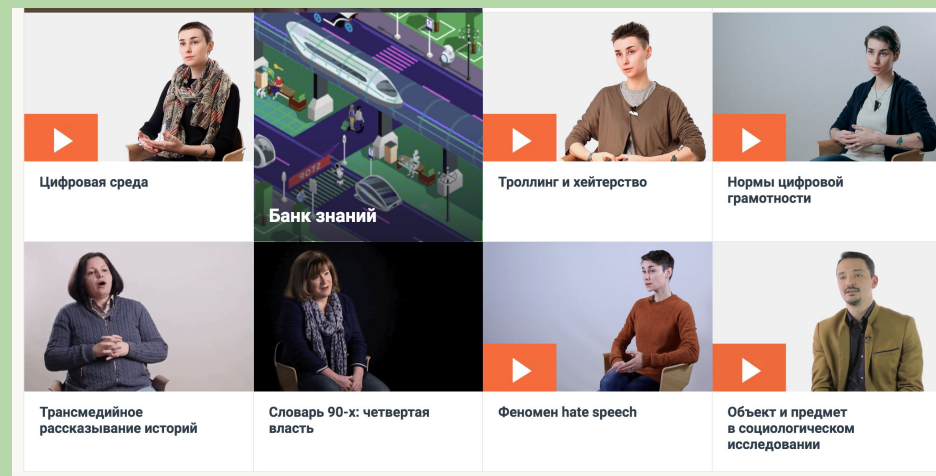 Цифровая среда
Банк знаний
Троллинг и хейтерство
Нормы цифровой
грамотности
Трансмедийное
рассказывание историй
Словарь 90-х: четвертая
власть
Феномен hate speech
Объект и предмет
в социологическом
исследовании